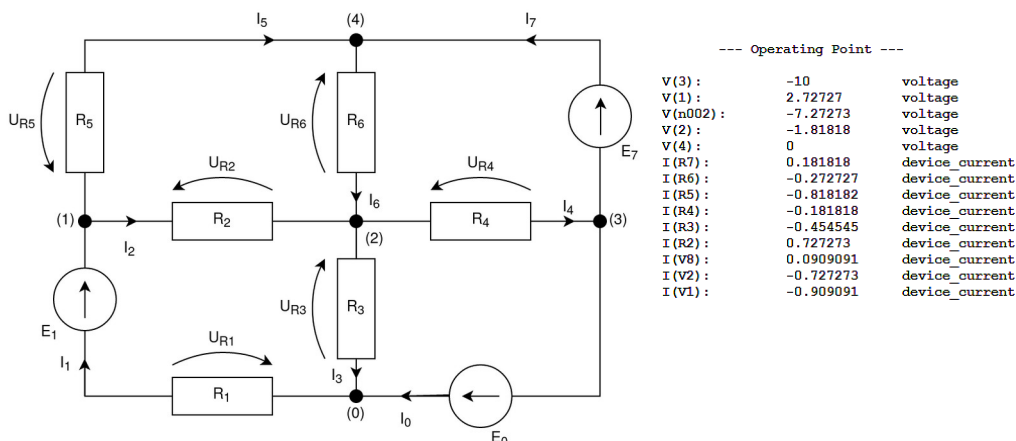 (4)
I5
I7
UR5
R5
UR6
R6
E7
UR2
UR4
I6
(1)
R2
(2)
R4
I4
(3)
I2
UR3
R3
E1
UR1
I1
R1
I3
(0)
I0
--- Operating Point ---
V(3): -10 voltage
V(1): 2.72727 voltage
V(n002): -7.27273 voltage
V(2): -1.81818 voltage
V(4): 0 voltage
I(R7): 0.181818 device_current
I(R6): -0.272727 device_current
I(R5): -0.818182 device_current
I(R4): -0.181818 device_current
I(R3): -0.454545 device_current
I(R2): 0.727273 device_current
I(V8): 0.0909091 device_current
I(V2): -0.727273 device_current
I(V1): -0.909091 device_current